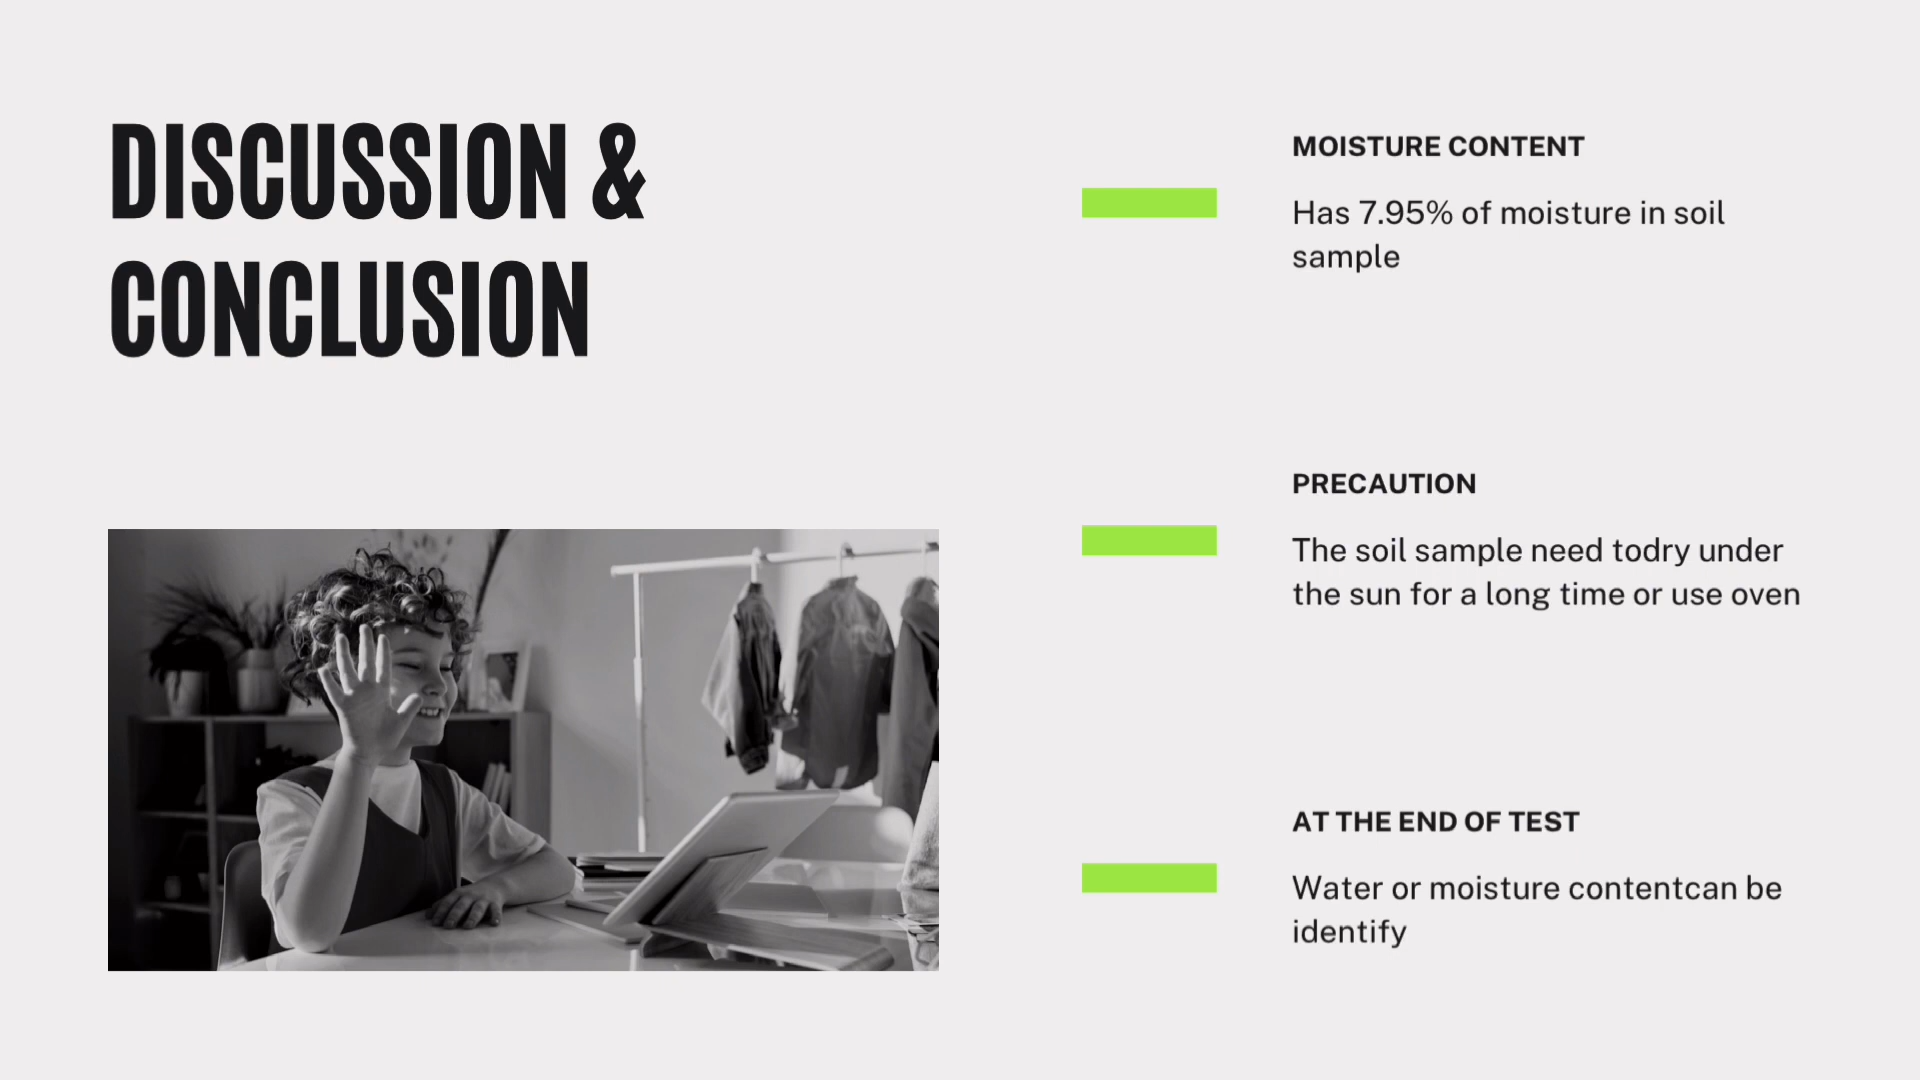 DISCUSSION &
CONCLUSION
MOISTURE CONTENT
Has 7.95% of moisture in soil
sample
PRECAUTION
The soil sample need todry under
the sun for a long time or use oven
AT THE END OF TEST
Water or moisture contentcan be
identify